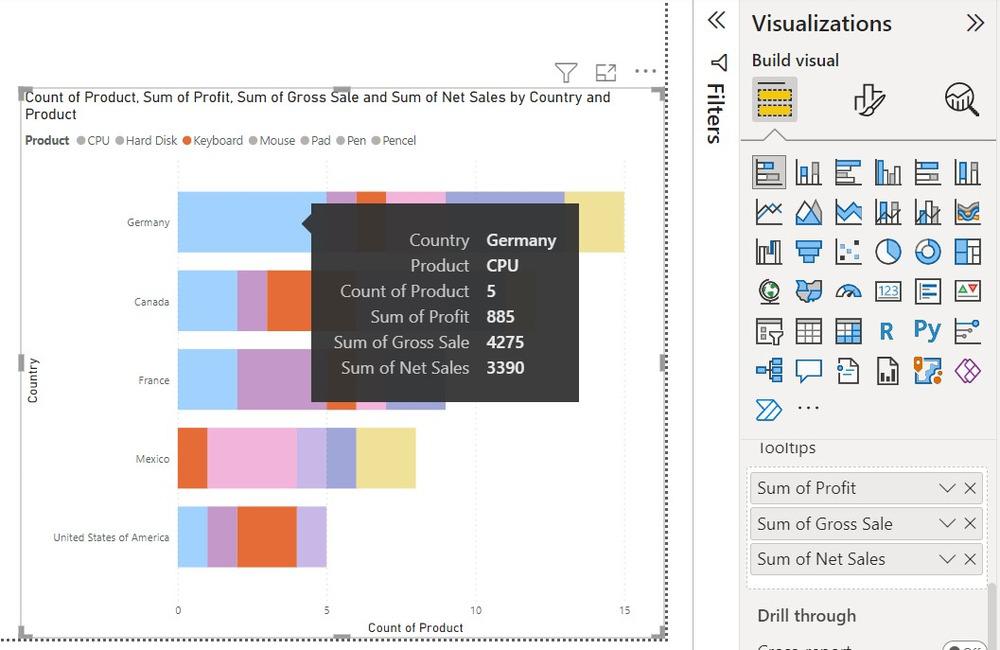 Count of Product, Sum of Profit, Sum of Gross Sale and Sum of Net Sales by Country and
Product
Product CPU Hard Disk Keyboard Mouse Pad Pen Pencel
Germany
Canada
France
Mexico
United States of America
Country
0 5 10 15
Count of Product
Country Germany
Product CPU
Count of Product 5
Sum of Profit 885
Sum of Gross Sale 4275
Sum of Net Sales 3390
Filters
Visualizations
Build visual
123
R
Py
Tooltips
Sum of Profit
Sum of Gross Sale
Sum of Net Sales
Drill through
Cross-report
Off